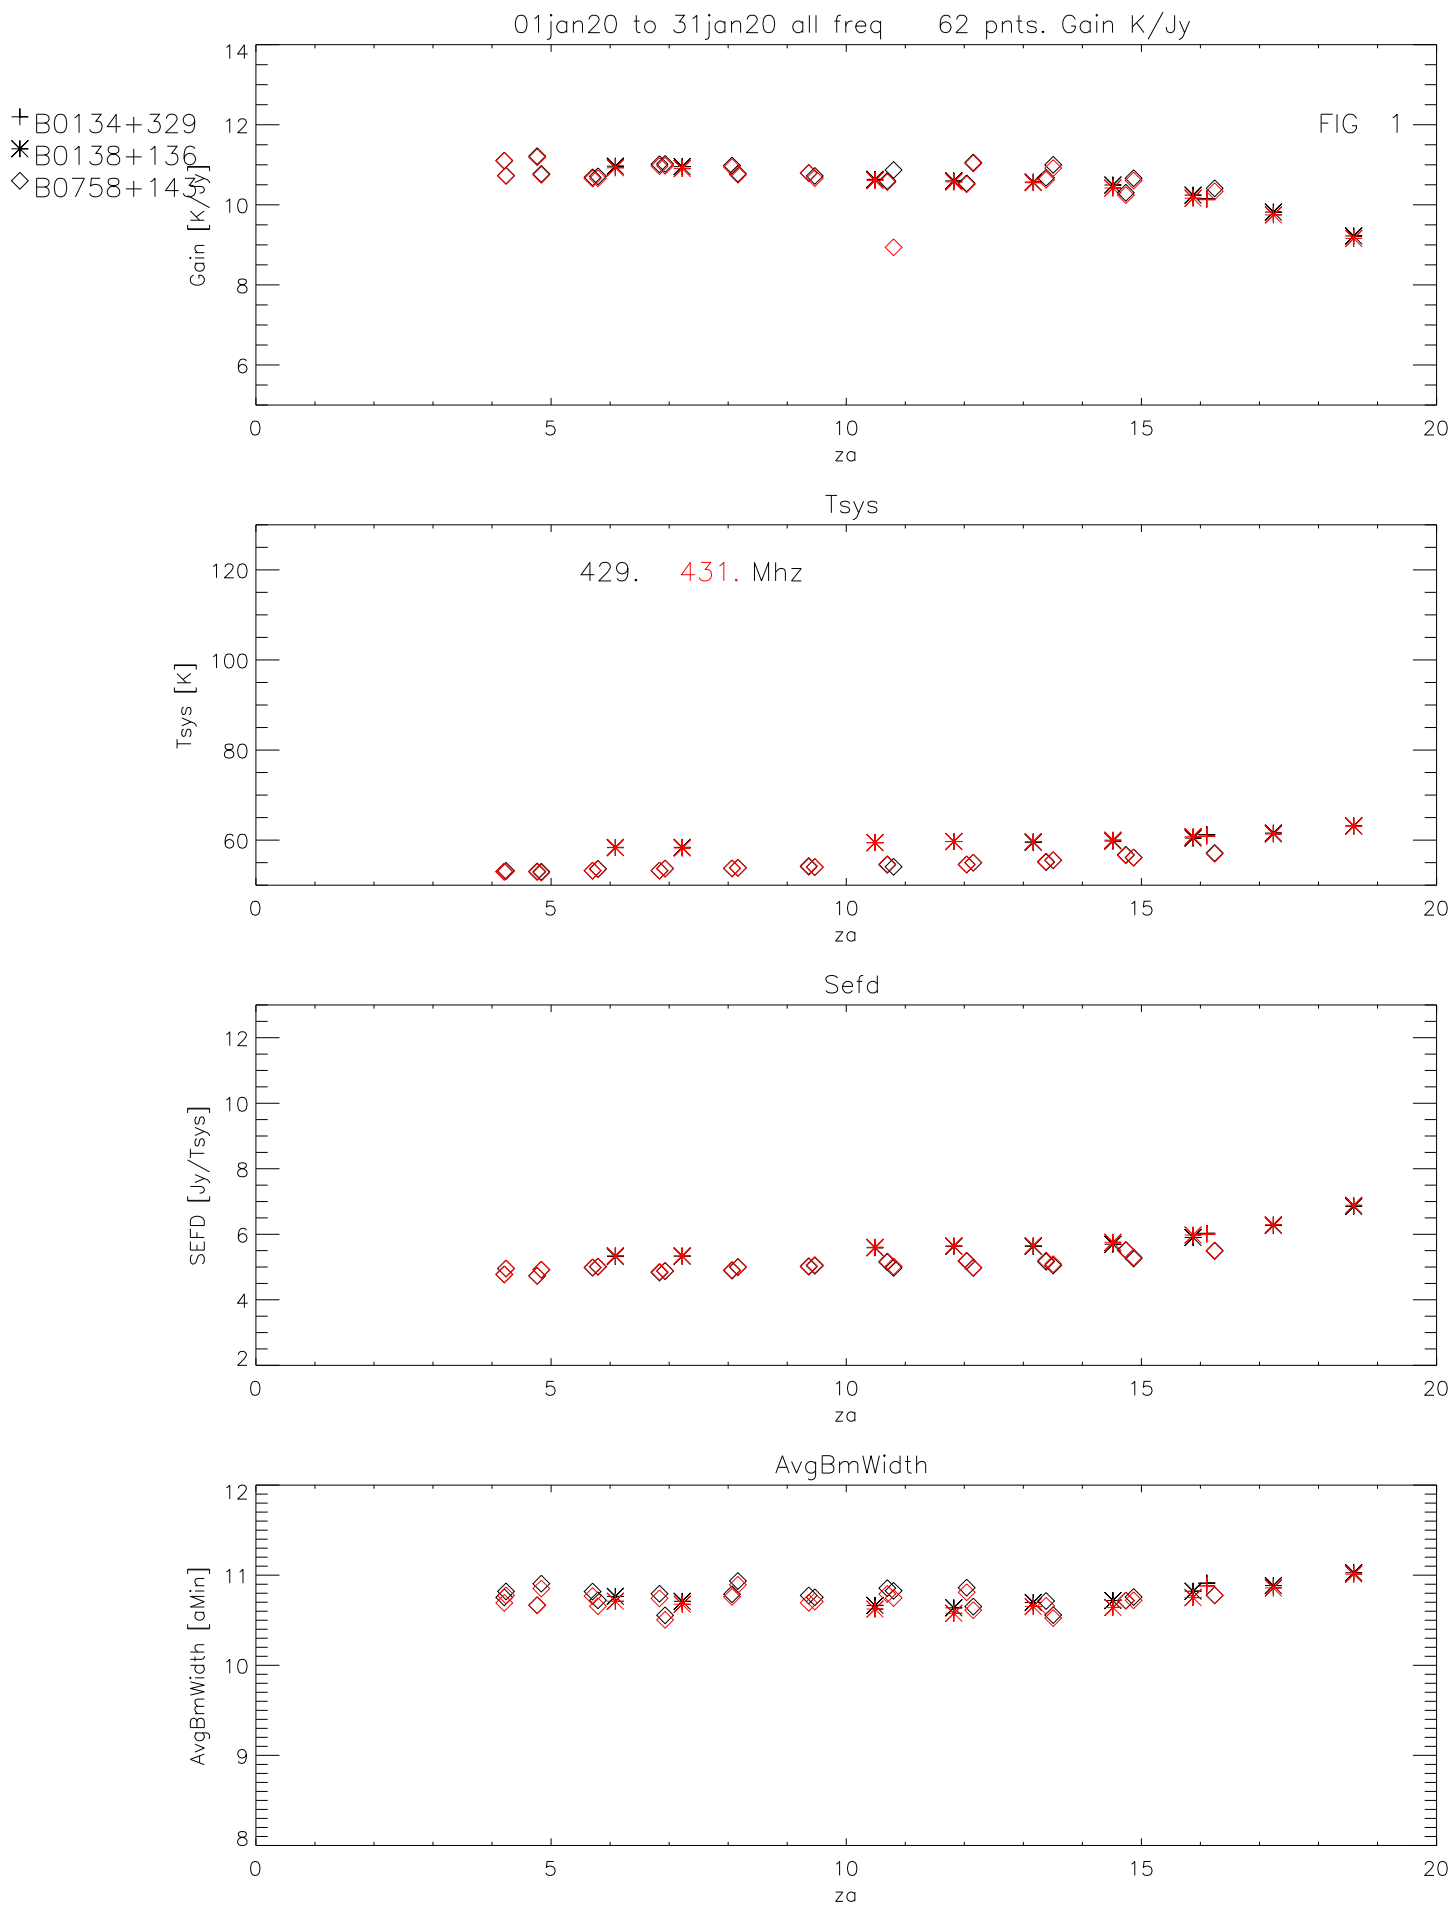 01jan20 to 31jan20 all freq 62 pnts. Gain K/Jy
+ B0134+329
* B0138+136
◇ B0758+143
FIG 1
Gain [K/Jy]
14
12
10
8
6
0 5 10 15 20
za
Tsys
429. 431. Mhz
Tsys [K]
120
100
80
60
0 5 10 15 20
za
Sefd
SEFD [Jy/Tsys]
12
10
8
6
4
2
0 5 10 15 20
za
AvgBmWidth
AvgBmWidth [aMin]
12
11
10
9
8
0 5 10 15 20
za